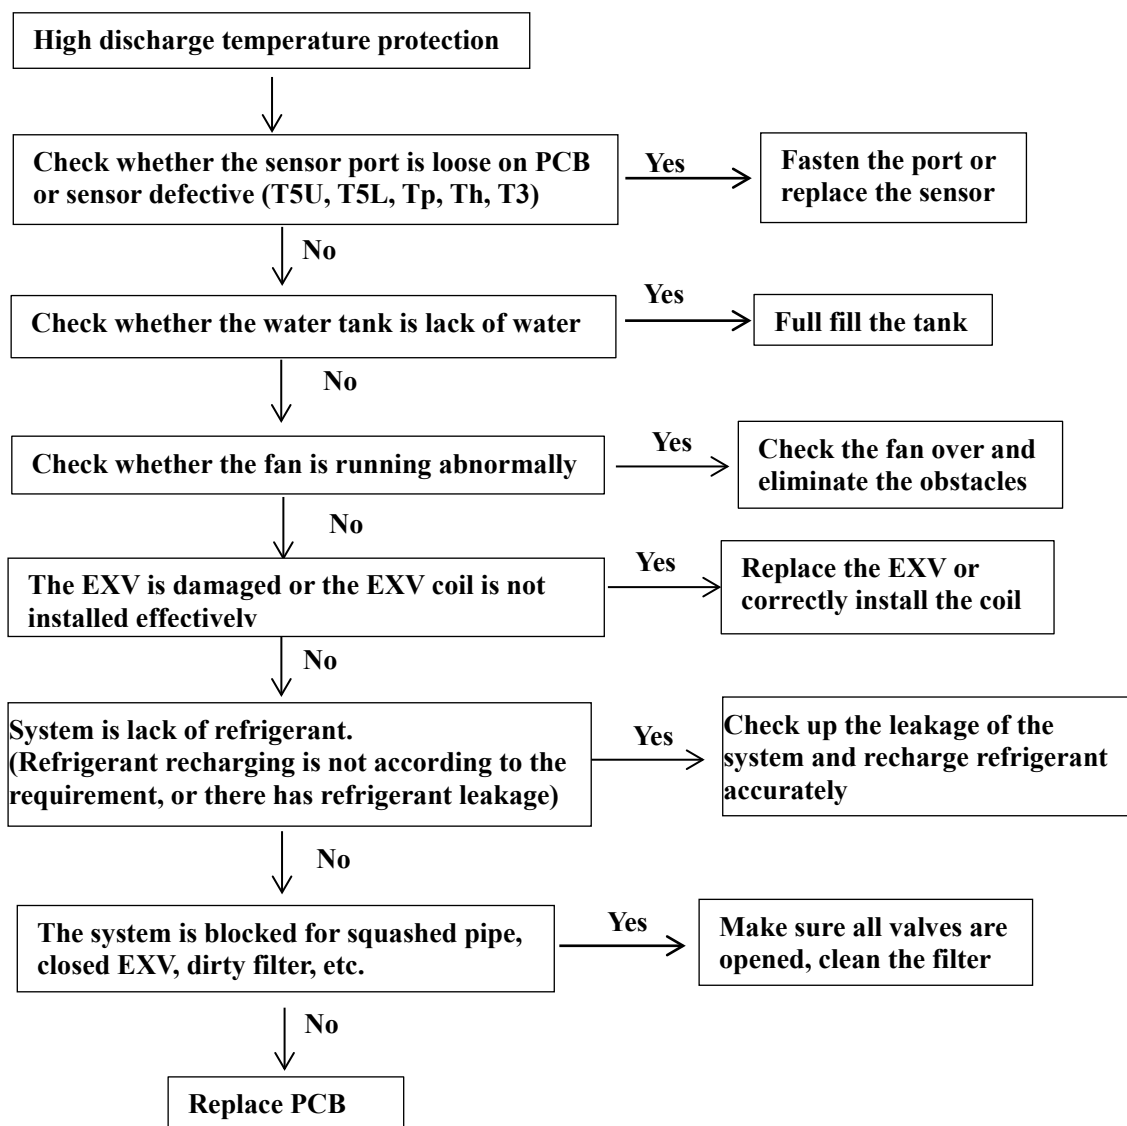 High discharge temperature protection
Check whether the sensor port is loose on PCB
or sensor defective (T5U, T5L, Tp, Th, T3)
Yes
Fasten the port or
replace the sensor
No
Check whether the water tank is lack of water
Yes
Full fill the tank
No
Check whether the fan is running abnormally
Yes
Check the fan over and
eliminate the obstacles
No
The EXV is damaged or the EXV coil is not
installed effectively
Yes
Replace the EXV or
correctly install the coil
No
System is lack of refrigerant.
(Refrigerant recharging is not according to the
requirement, or there has refrigerant leakage)
Yes
Check up the leakage of the
system and recharge refrigerant
accurately
No
The system is blocked for squashed pipe,
closed EXV, dirty filter, etc.
Yes
Make sure all valves are
opened, clean the filter
No
Replace PCB